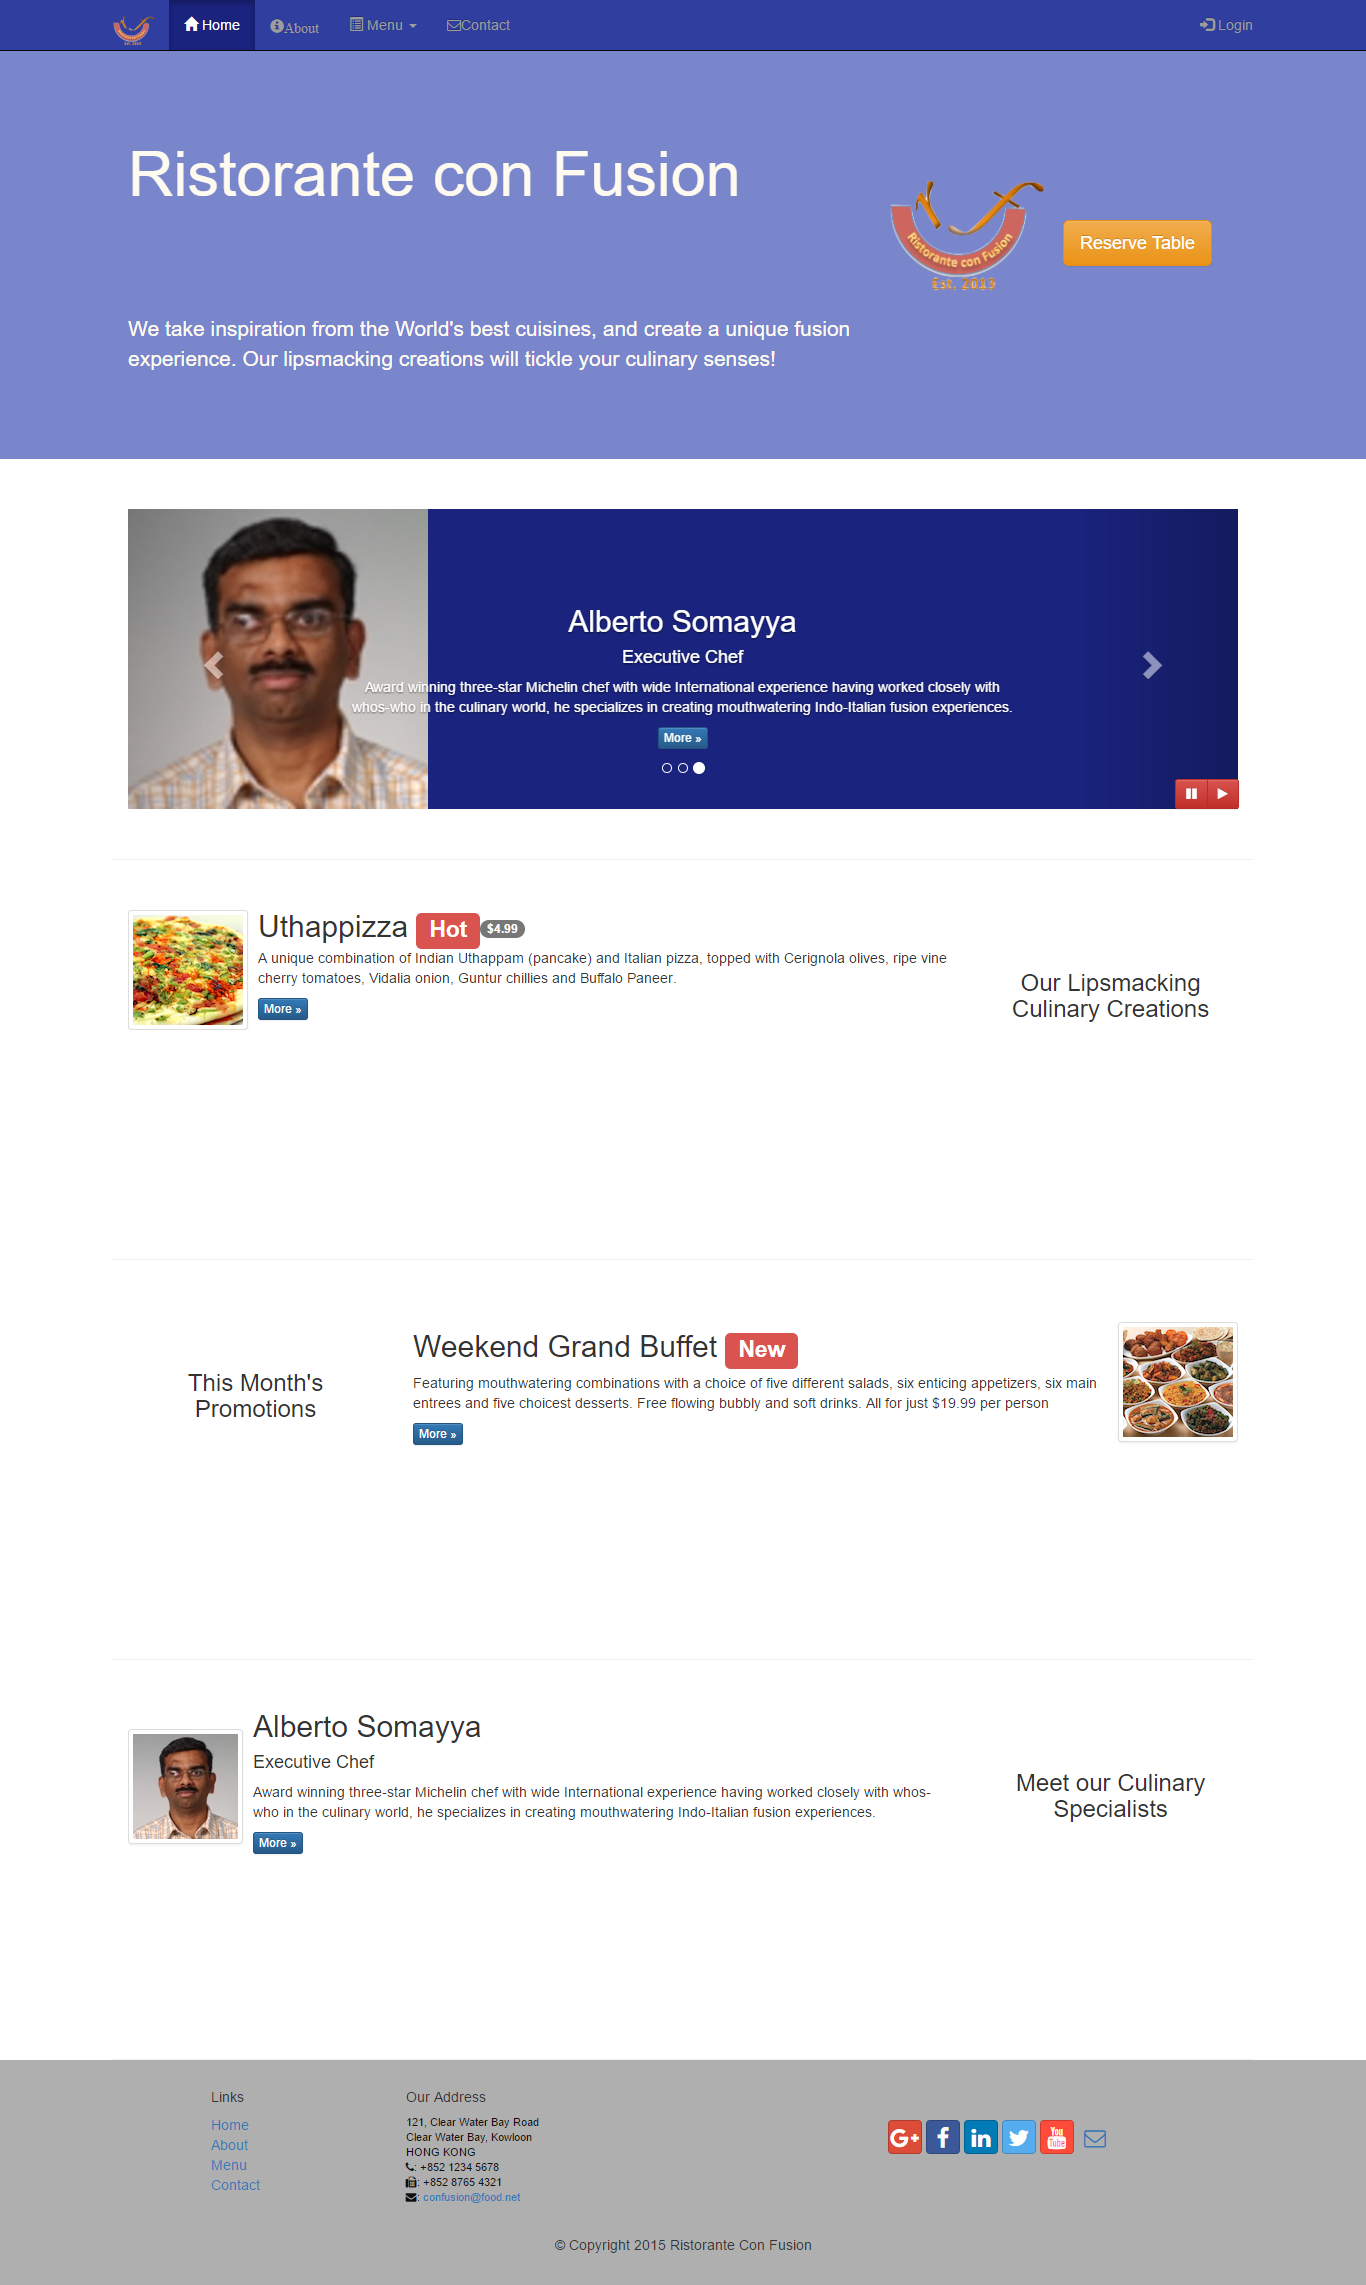 Home
About
Menu
Contact
Login
Ristorante con Fusion
Ristorante con Fusion
Est. 2015
Reserve Table
We take inspiration from the World's best cuisines, and create a unique fusion
experience. Our lipsmacking creations will tickle your culinary senses!
Alberto Somayya
Executive Chef
Award winning three-star Michelin chef with wide International experience having worked closely with
whos-who in the culinary world, he specializes in creating mouthwatering Indo-Italian fusion experiences.
More »
Uthappizza Hot $4.99
A unique combination of Indian Uthappam (pancake) and Italian pizza, topped with Cerignola olives, ripe vine
cherry tomatoes, Vidalia onion, Guntur chillies and Buffalo Paneer.
More »
Our Lipsmacking
Culinary Creations
This Month's
Promotions
Weekend Grand Buffet New
Featuring mouthwatering combinations with a choice of five different salads, six enticing appetizers, six main
entrees and five choicest desserts. Free flowing bubbly and soft drinks. All for just $19.99 per person
More »
Alberto Somayya
Executive Chef
Award winning three-star Michelin chef with wide International experience having worked closely with whos-
who in the culinary world, he specializes in creating mouthwatering Indo-Italian fusion experiences.
More »
Meet our Culinary
Specialists
Links
Home
About
Menu
Contact
Our Address
121, Clear Water Bay Road
Clear Water Bay, Kowloon
HONG KONG
: +852 1234 5678
: +852 8765 4321
: confusion@food.net
G+
f
in
You
Tube
© Copyright 2015 Ristorante Con Fusion